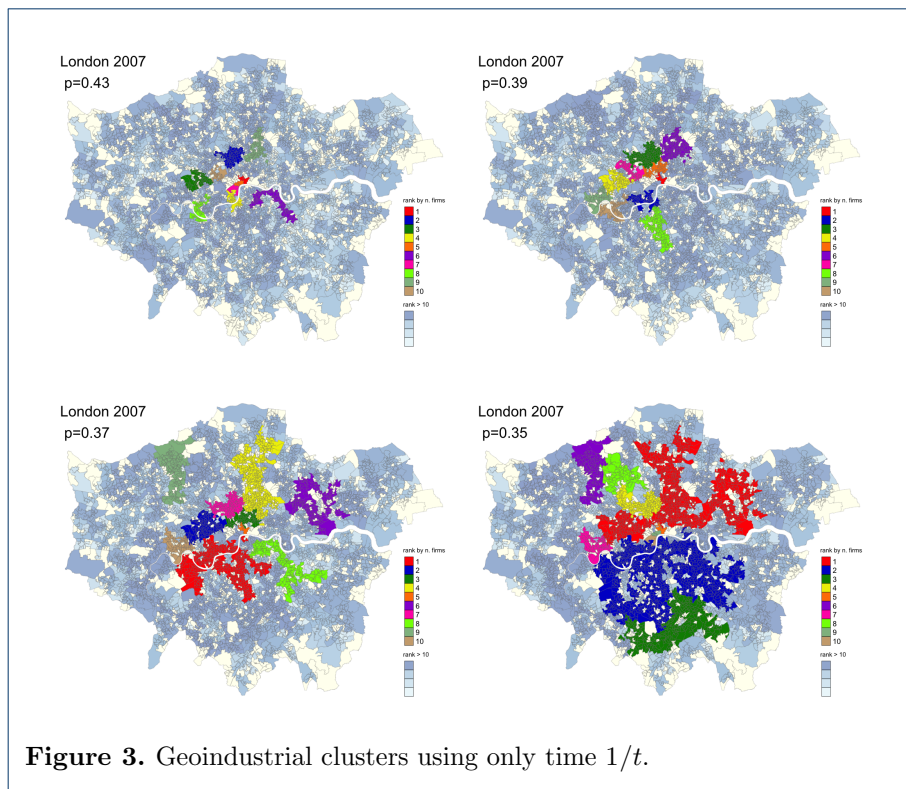 London 2007
p=0.43
rank by n. firms
1
2
3
4
5
6
7
8
9
10
rank > 10
London 2007
p=0.39
rank by n. firms
1
2
3
4
5
6
7
8
9
10
rank > 10
London 2007
p=0.37
rank by n. firms
1
2
3
4
5
6
7
8
9
10
rank > 10
London 2007
p=0.35
rank by n. firms
1
2
3
4
5
6
7
8
9
10
rank > 10
Figure 3. Geoindustrial clusters using only time 1/t.